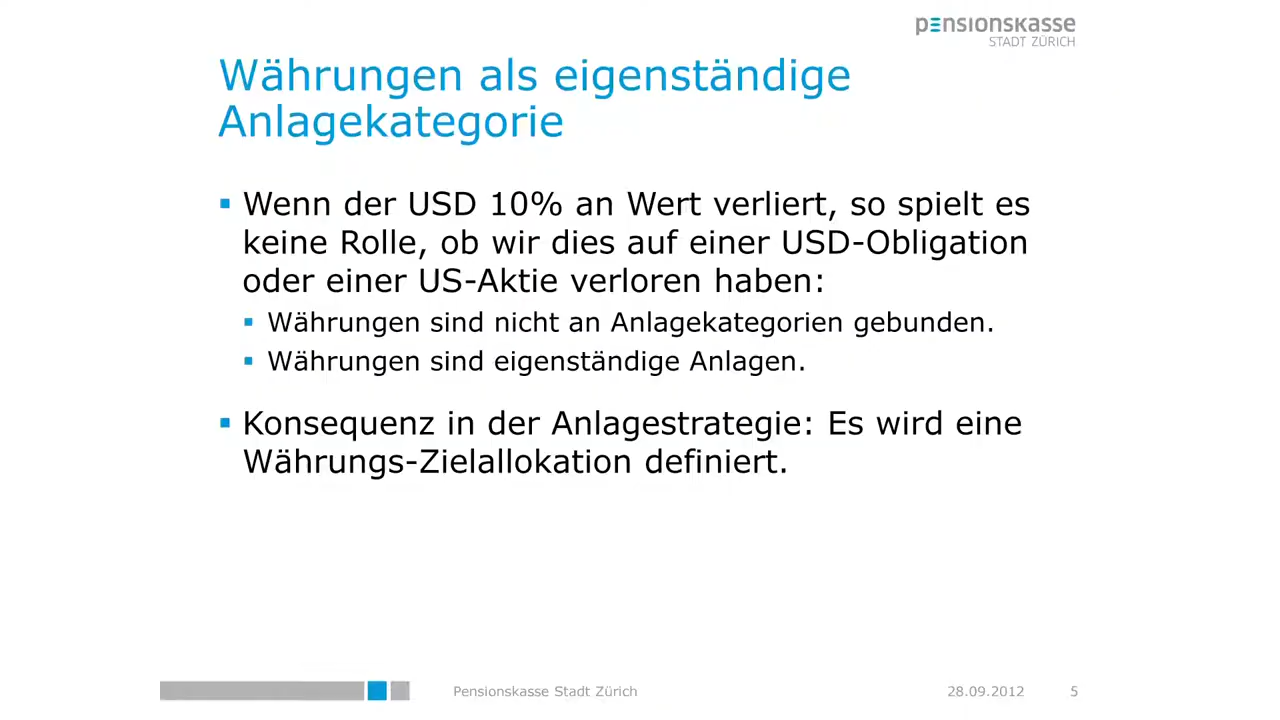 pensionskasse
STADT ZÜRICH
Währungen als eigenständige
Anlagekategorie
Wenn der USD 10% an Wert verliert, so spielt es
keine Rolle, ob wir dies auf einer USD-Obligation
oder einer US-Aktie verloren haben:
Währungen sind nicht an Anlagekategorien gebunden.
Währungen sind eigenständige Anlagen.
Konsequenz in der Anlagestrategie: Es wird eine
Währungs-Zielallokation definiert.
Pensionskasse Stadt Zürich 28.09.2012 5